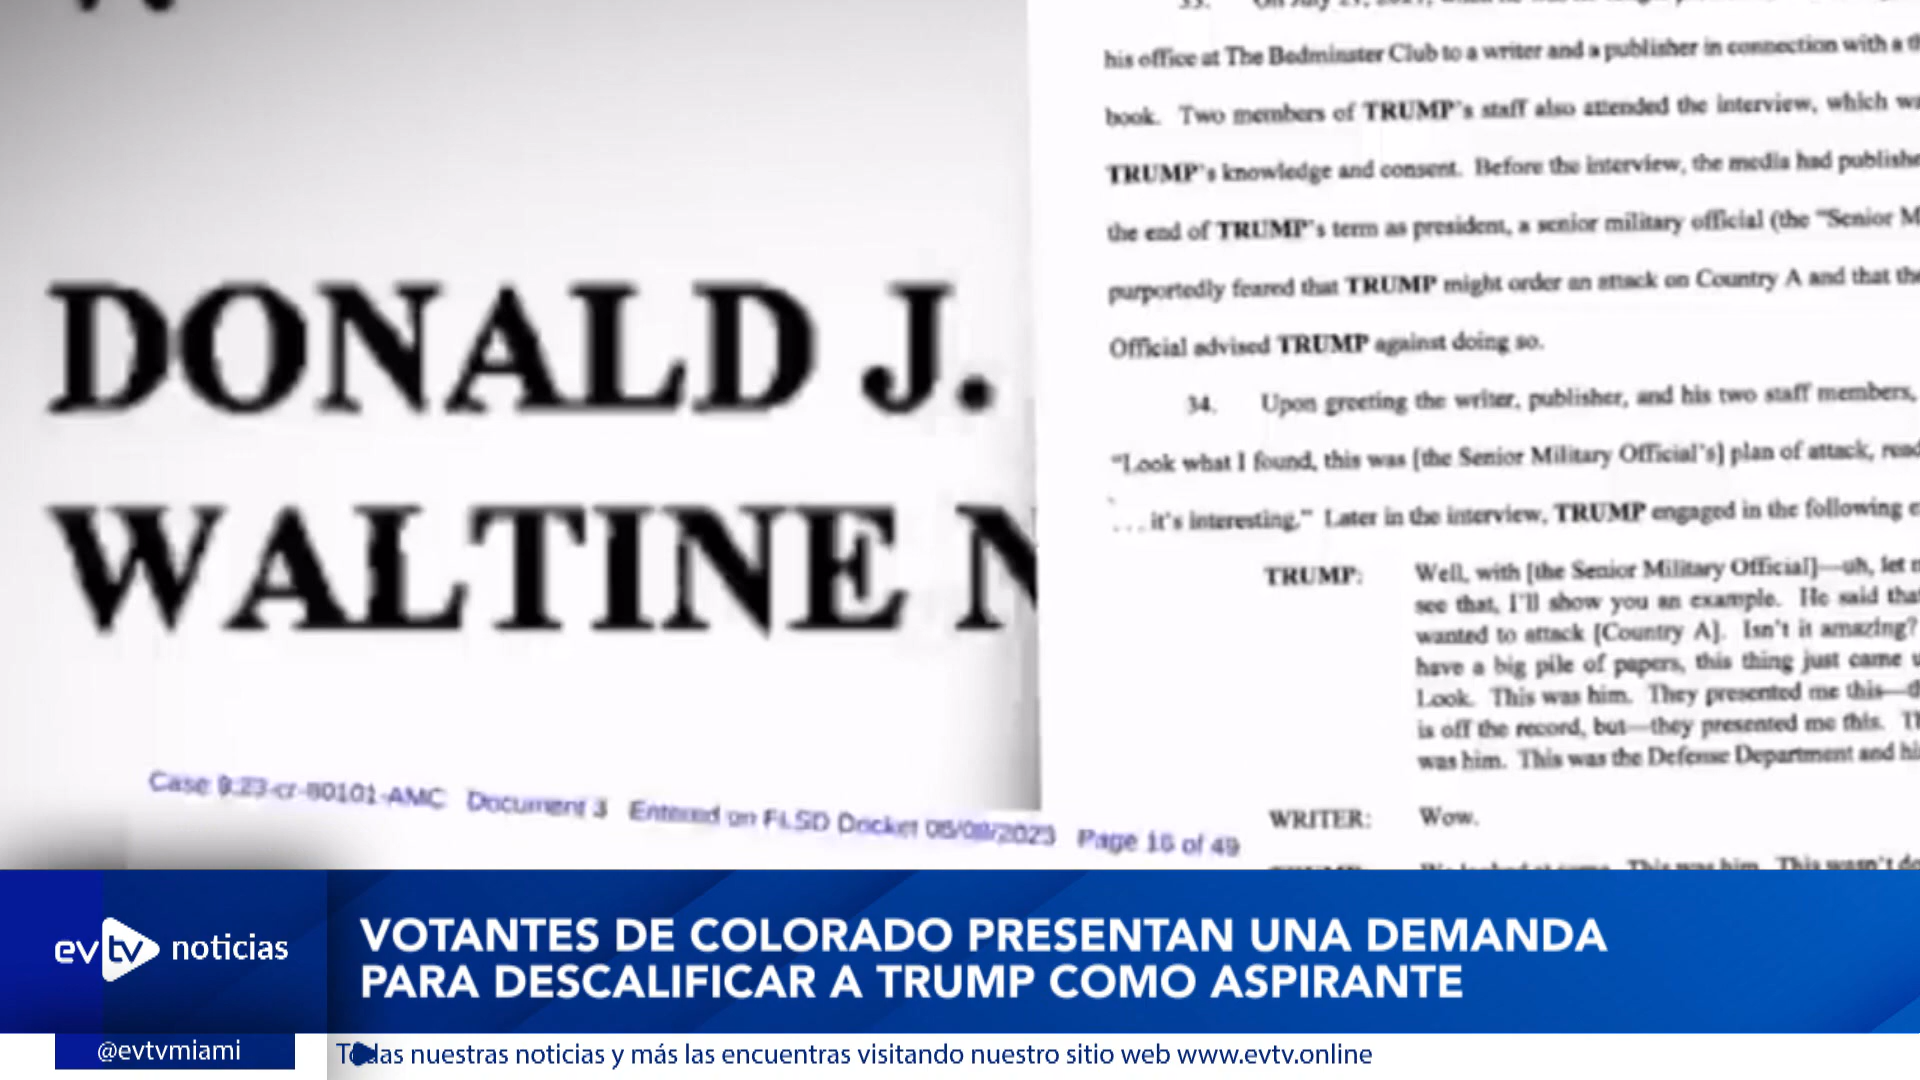 DONALD J.
WALTINE N
Case 9:23-cr-80101-AMC Document 3 Entered on FLSD Docket 06/08/2023 Page 16 of 49
his office at The Bedminster Club to a writer and a publisher in connection with a
book. Two members of TRUMP's staff also attended the interview, which
TRUMP's knowledge and consent. Before the interview, the media had
the end of TRUMP's term as president, a senior military official (the "Senior
purportedly feared that TRUMP might order an attack on Country A and that the
Official advised TRUMP against doing so.
34. Upon greeting the writer, publisher, and his two staff members,
"Look what I found, this was [the Senior Military Official's] plan of attack,
. . . it's interesting." Later in the interview, TRUMP engaged in the following
TRUMP: Well, with [the Senior Military Official]—uh, let
see that, I'll show you an example. He said
wanted to attack [Country A]. Isn't it amazing?
have a big pile of papers, this thing just came
Look. This was him. They presented me this—
is off the record, but—they presented me this.
was him. This was the Defense Department and
WRITER: Wow.
evtv noticias
VOTANTES DE COLORADO PRESENTAN UNA DEMANDA
PARA DESCALIFICAR A TRUMP COMO ASPIRANTE
@evtvmiami
Todas nuestras noticias y más las encuentras visitando nuestro sitio web www.evtv.online